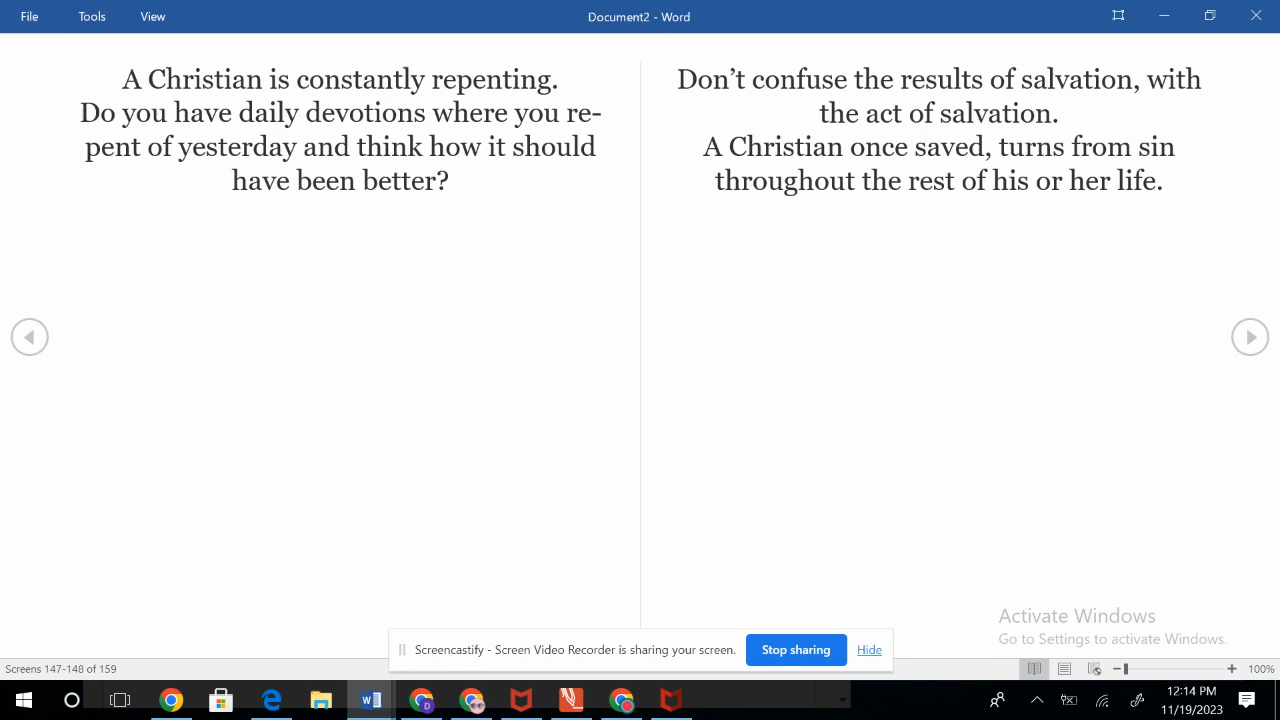 File Tools View Document2 - Word
A Christian is constantly repenting.
Do you have daily devotions where you re-
pent of yesterday and think how it should
have been better?
Don’t confuse the results of salvation, with
the act of salvation.
A Christian once saved, turns from sin
throughout the rest of his or her life.
Activate Windows
Go to Settings to activate Windows.
Screencastify - Screen Video Recorder is sharing your screen. Stop sharing Hide
Screens 147-148 of 159 100%
12:14 PM
11/19/2023